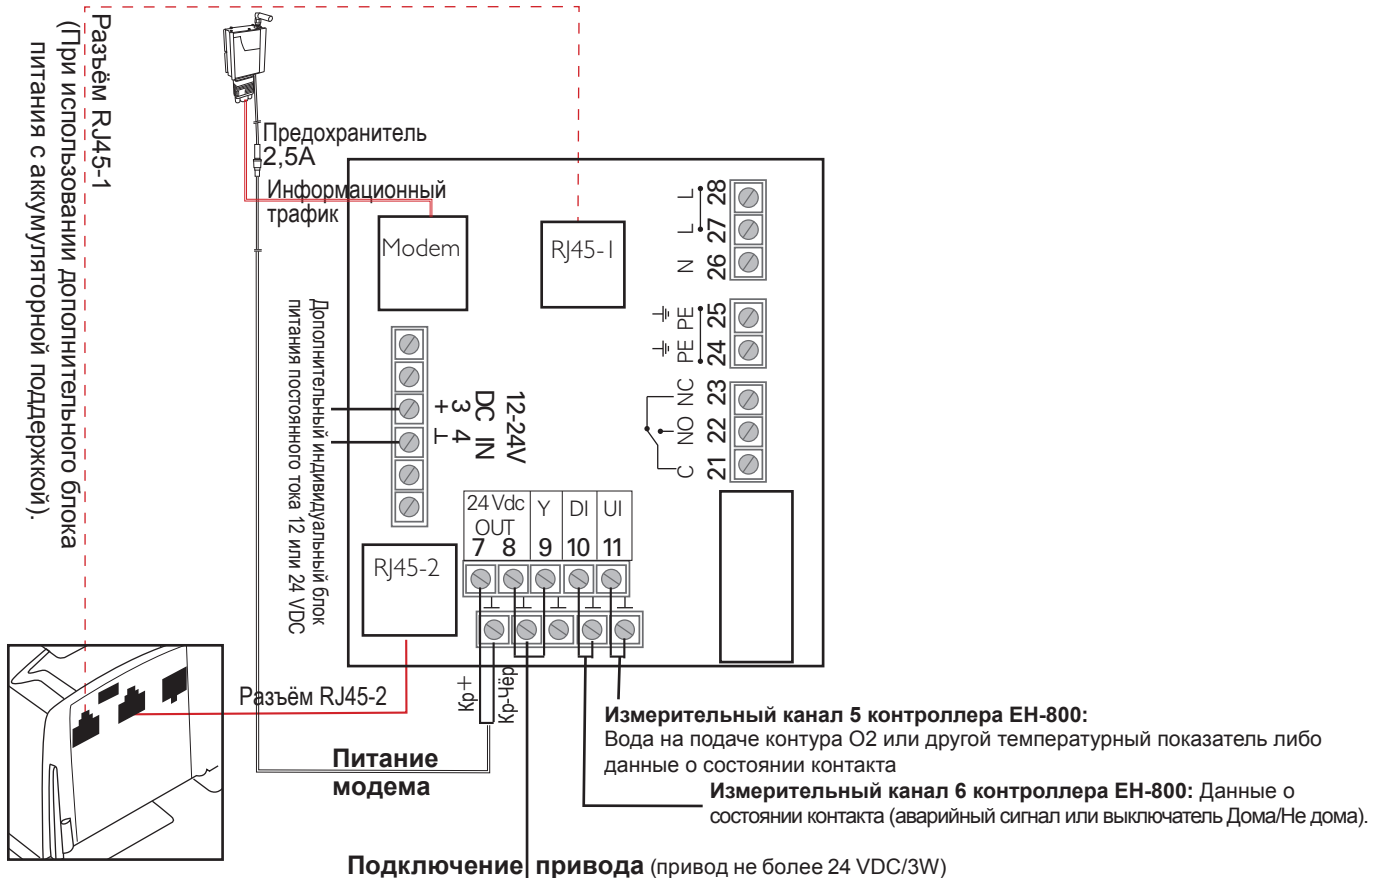 Разъём RJ45-1
(При использовании дополнительного блока
питания с аккумуляторной поддержкой).
Предохранитель
2,5A
Информационный
трафик
Modem
RJ45-1
L 28
L 27
N 26
PE 25
PE 24
NC 23
NO 22
C 21
Дополнительный индивидуальный блок
питания постоянного тока 12 или 24 VDC
12-24V
DC IN
3 4
+ ⊥
24 Vdc
OUT
Y DI UI
7 8 9 10 11
RJ45-2
Разъём RJ45-2
Кр+
Кр-Чёр
Питание
модема
Измерительный канал 5 контроллера EH-800:
Вода на подаче контура O2 или другой температурный показатель либо
данные о состоянии контакта
Измерительный канал 6 контроллера EH-800: Данные о
состоянии контакта (аварийный сигнал или выключатель Дома/Не дома).
Подключение привода (привод не более 24 VDC/3W)